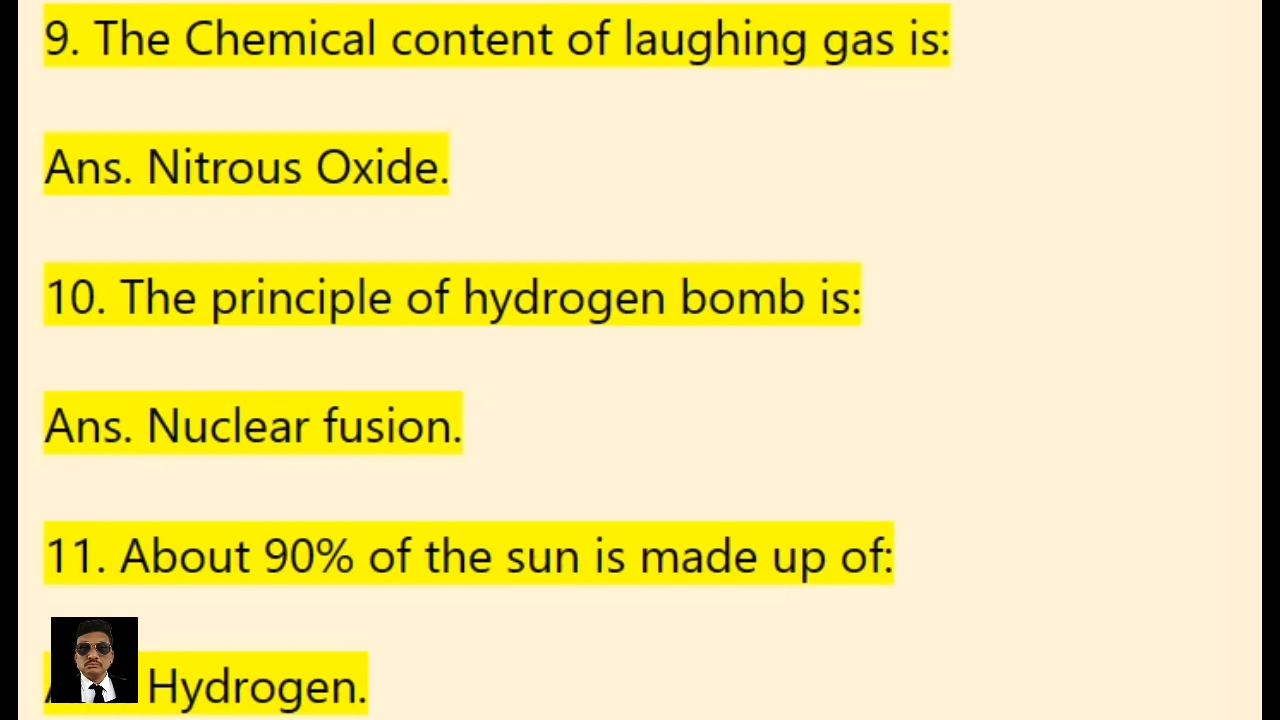 9. The Chemical content of laughing gas is:
Ans. Nitrous Oxide.
10. The principle of hydrogen bomb is:
Ans. Nuclear fusion.
11. About 90% of the sun is made up of:
Hydrogen.